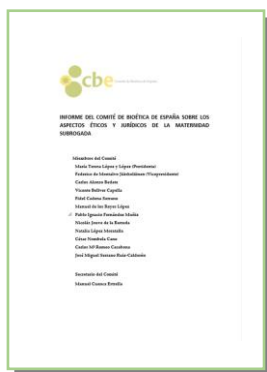 cbe
INFORME DEL COMITÉ DE BIOÉTICA DE ESPAÑA SOBRE LOS
ASPECTOS ÉTICOS Y JURÍDICOS DE LA MATERNIDAD
SUBROGADA
Miembros del Comité
María Teresa López y López (Presidenta)
Federico de Montalvo Jääskeläinen (Vicepresidente)
Carlos Alonso Bedate
Vicente Bellver Capella
Fidel Cadena Serrano
Manuel de los Reyes López
Pablo Ignacio Fernández Muñiz
Nicolás Jouve de la Barreda
Natalia López Moratalla
César Nombela Cano
Carlos Mª Romeo Casabona
José Miguel Serrano Ruiz-Calderón
Secretario del Comité
Manuel Cuenca Estrella